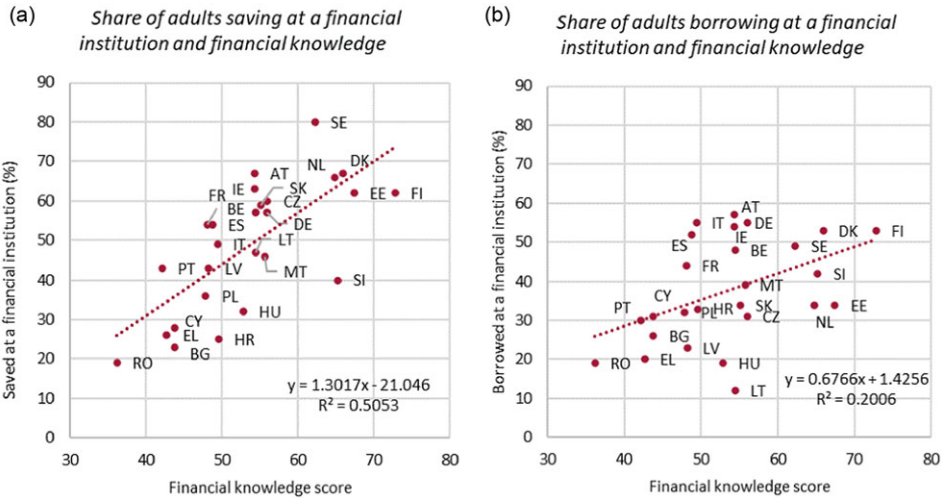 (a)
Share of adults saving at a financial
institution and financial knowledge
Saved at a financial institution (%)
90
80
70
60
50
40
30
20
10
0
30
40
50
60
70
80
Financial knowledge score
SE
NL
DK
AT
IE
SK
FR
CZ
EE
FI
BE
ES
DE
IT
LT
PT
LV
MT
SI
PL
HU
CY
EL
HR
BG
RO
y = 1.3017x - 21.046
R² = 0.5053
(b)
Share of adults borrowing at a financial
institution and financial knowledge
Borrowed at a financial institution (%)
90
80
70
60
50
40
30
20
10
0
30
40
50
60
70
80
Financial knowledge score
AT
IT
DE
IE
DK
FI
ES
BE
SE
FR
SI
MT
CY
PT
PL
HR
SK
CZ
NL
EE
BG
LV
RO
EL
HU
LT
y = 0.6766x + 1.4256
R² = 0.2006